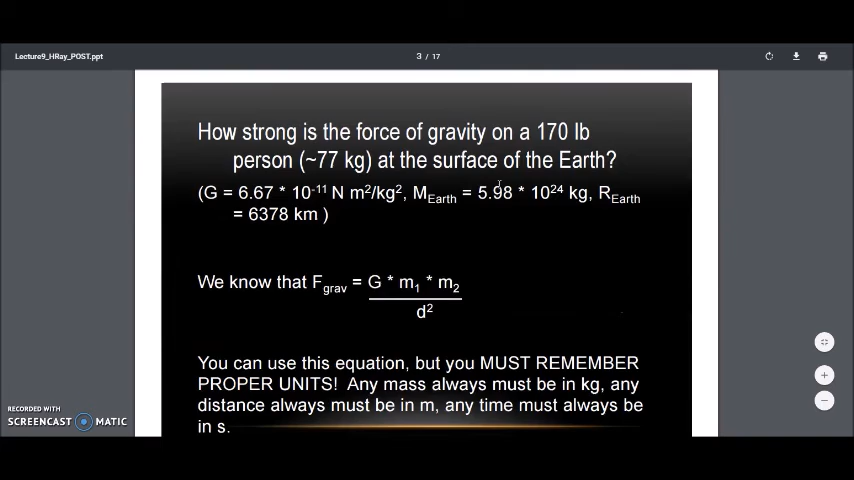 Lecture9_HRay_POST.ppt
3 / 17
How strong is the force of gravity on a 170 lb
person (~77 kg) at the surface of the Earth?
(G = 6.67 * 10⁻¹¹ N m²/kg², M_Earth = 5.98 * 10²⁴ kg, R_Earth
= 6378 km )
We know that F_grav = G * m₁ * m₂
d²
You can use this equation, but you MUST REMEMBER
PROPER UNITS! Any mass always must be in kg, any
distance always must be in m, any time must always be
in s.
RECORDED WITH
SCREENCAST MATIC